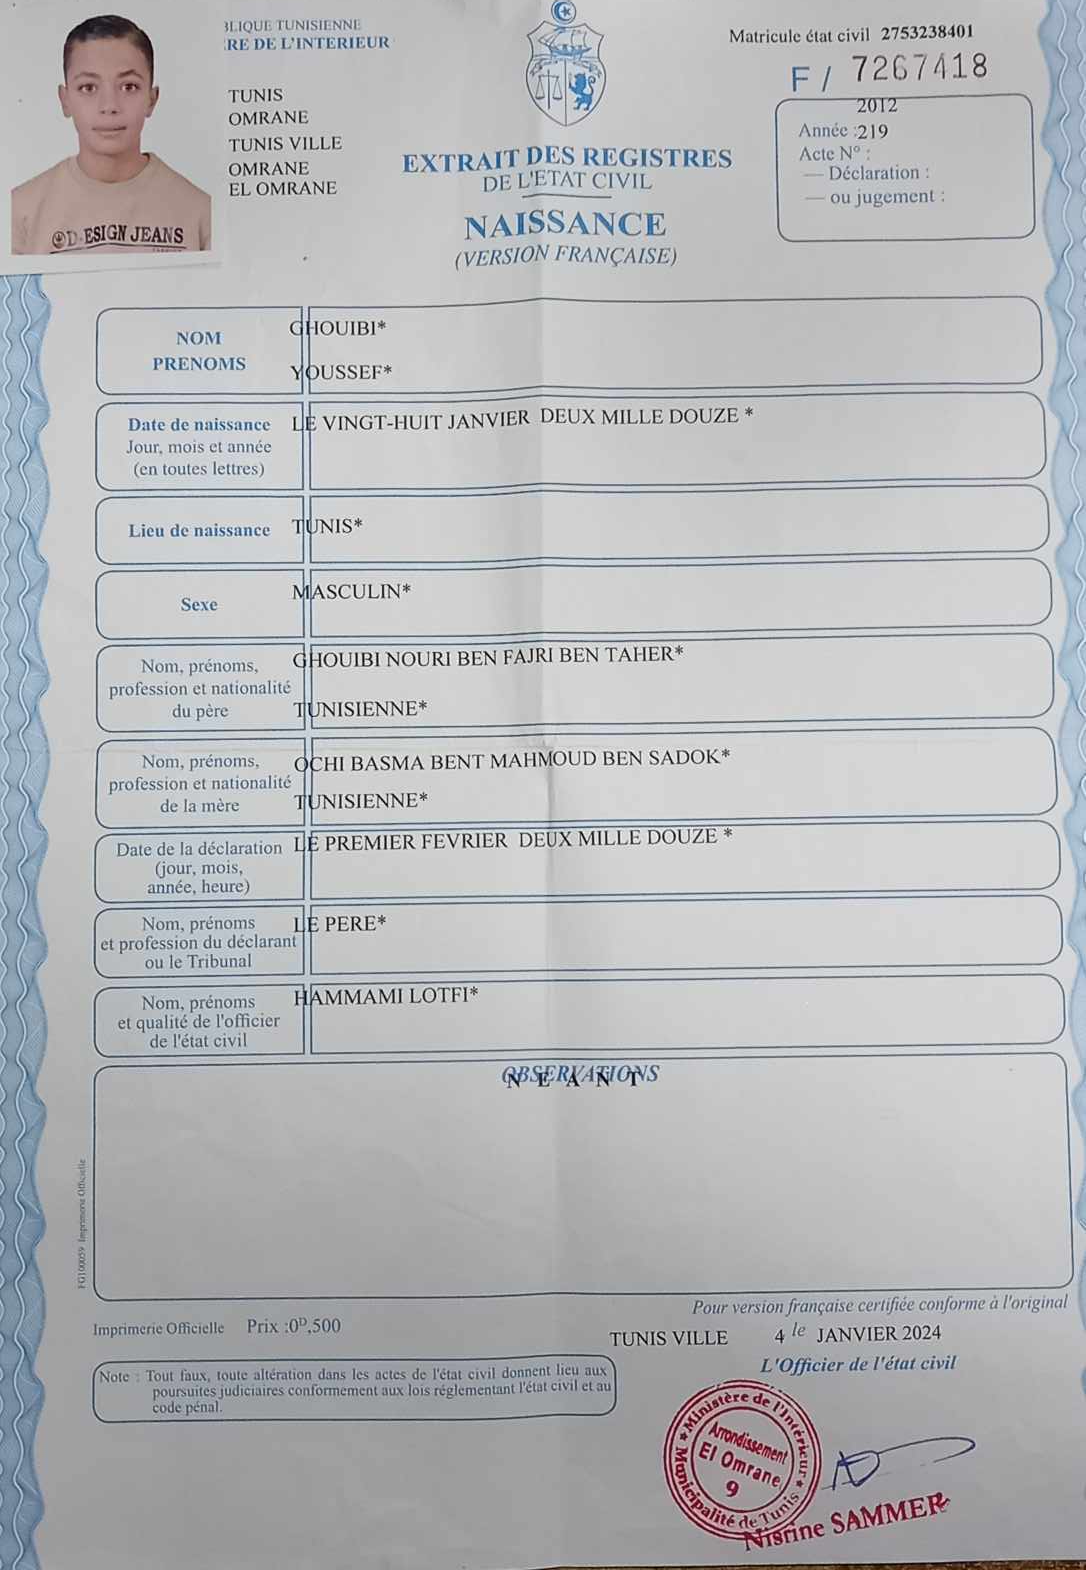 BLIQUE TUNISIENNE
RE DE L'INTERIEUR
TUNIS
OMRANE
TUNIS VILLE
OMRANE
EL OMRANE
D-ESIGN JEANS
EXTRAIT DES REGISTRES
DE L'ETAT CIVIL
NAISSANCE
(VERSION FRANÇAISE)
Matricule état civil 2753238401
F / 7267418
2012
Année :219
Acte N° :
— Déclaration :
— ou jugement :
NOM
PRENOMS
GHOUIBI*
YOUSSEF*
Date de naissance
Jour, mois et année
(en toutes lettres)
LE VINGT-HUIT JANVIER DEUX MILLE DOUZE *
Lieu de naissance
TUNIS*
Sexe
MASCULIN*
Nom, prénoms,
profession et nationalité
du père
GHOUIBI NOURI BEN FAJRI BEN TAHER*
TUNISIENNE*
Nom, prénoms,
profession et nationalité
de la mère
OCHI BASMA BENT MAHMOUD BEN SADOK*
TUNISIENNE*
Date de la déclaration
(jour, mois,
année, heure)
LE PREMIER FEVRIER DEUX MILLE DOUZE *
Nom, prénoms
et profession du déclarant
ou le Tribunal
LE PERE*
Nom, prénoms
et qualité de l'officier
de l'état civil
HAMMAMI LOTFI*
OBSERVATIONS
N E A N T
FG100059 Imprimerie Officielle
Pour version française certifiée conforme à l'original
Imprimerie Officielle Prix :0ᴰ,500
TUNIS VILLE 4 le JANVIER 2024
L'Officier de l'état civil
Note : Tout faux, toute altération dans les actes de l'état civil donnent lieu aux
poursuites judiciaires conformement aux lois réglementant l'état civil et au
code pénal.
Ministère de l'Intérieur
Arrondissement
El Omrane
9
Municipalité de Tunis
Nisrine SAMMER